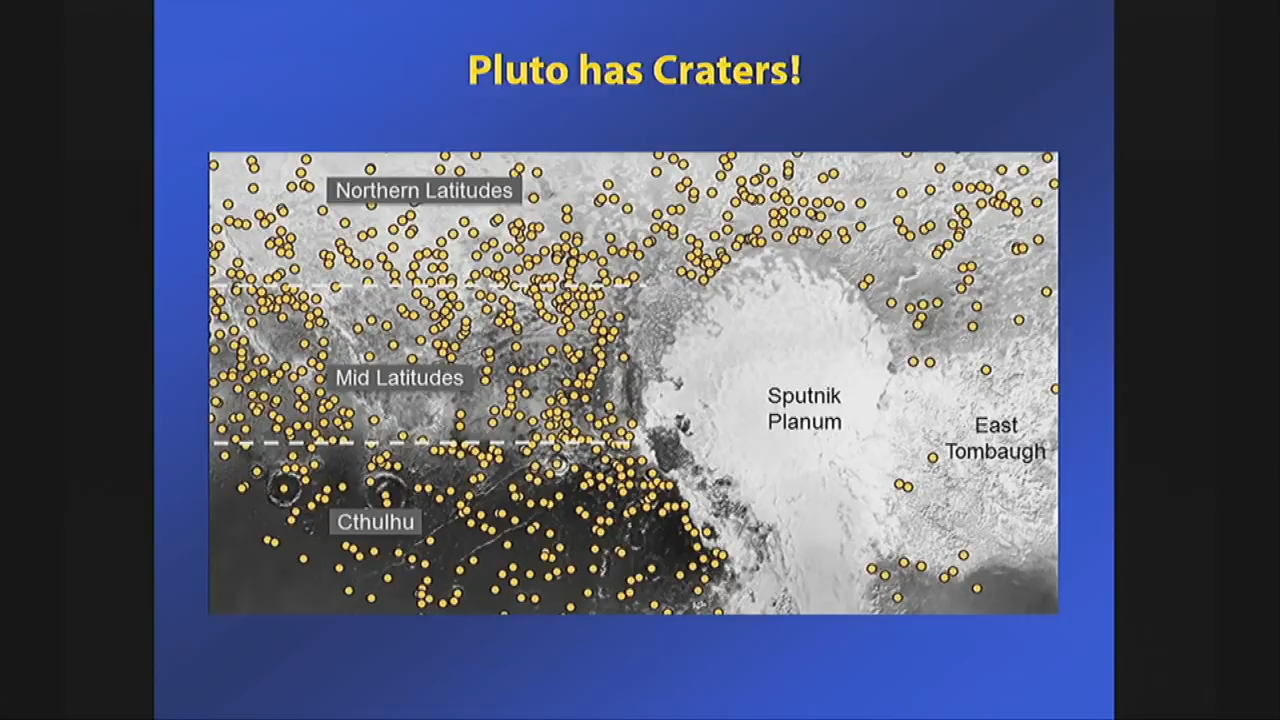 Pluto has Craters!
Northern Latitudes
Mid Latitudes
Sputnik
Planum
East
Tombaugh
Cthulhu